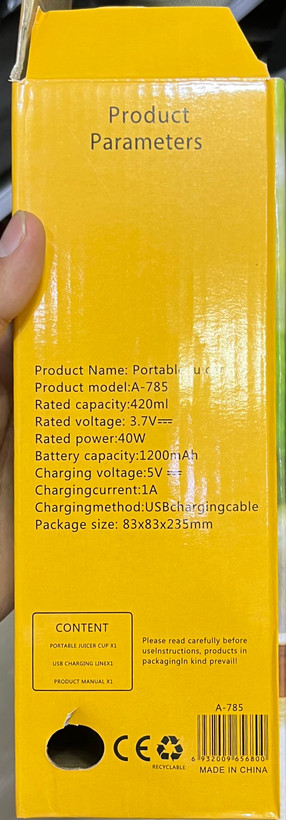 Product
Parameters
Product Name: Portable
Product model:A-785
Rated capacity:420ml
Rated voltage: 3.7V⎓
Rated power:40W
Battery capacity:1200mAh
Charging voltage:5V ⎓
Chargingcurrent:1A
Chargingmethod:USBchargingcable
Package size: 83x83x235mm
CONTENT
PORTABLE JUICER CUP X1
USB CHARGING LINEX1
PRODUCT MANUAL X1
Please read carefully before
useInstructions, products in
packagingIn kind prevail!
A-785
CE
RECYCLABLE
6 932009 656800
MADE IN CHINA